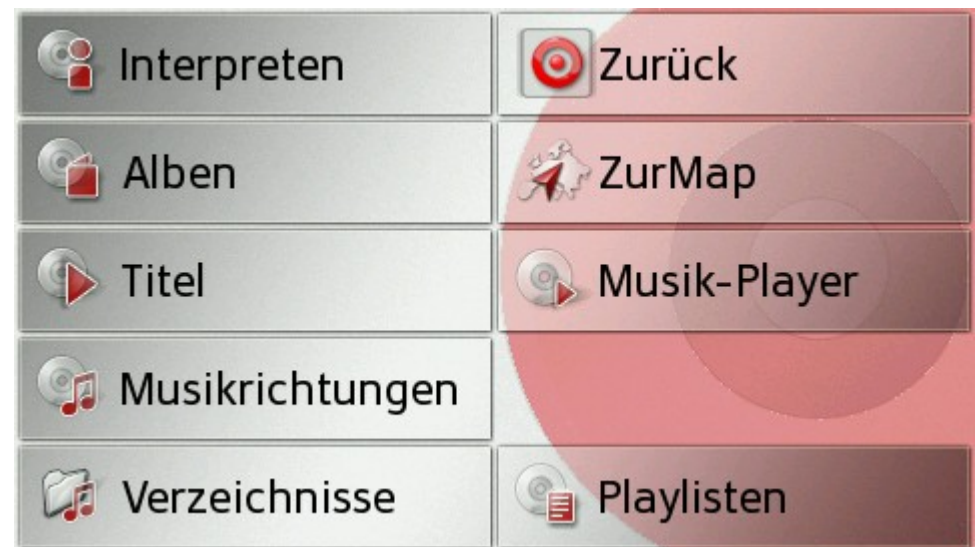 Interpreten
Zurück
Alben
ZurMap
Titel
Musik-Player
Musikrichtungen
Verzeichnisse
Playlisten